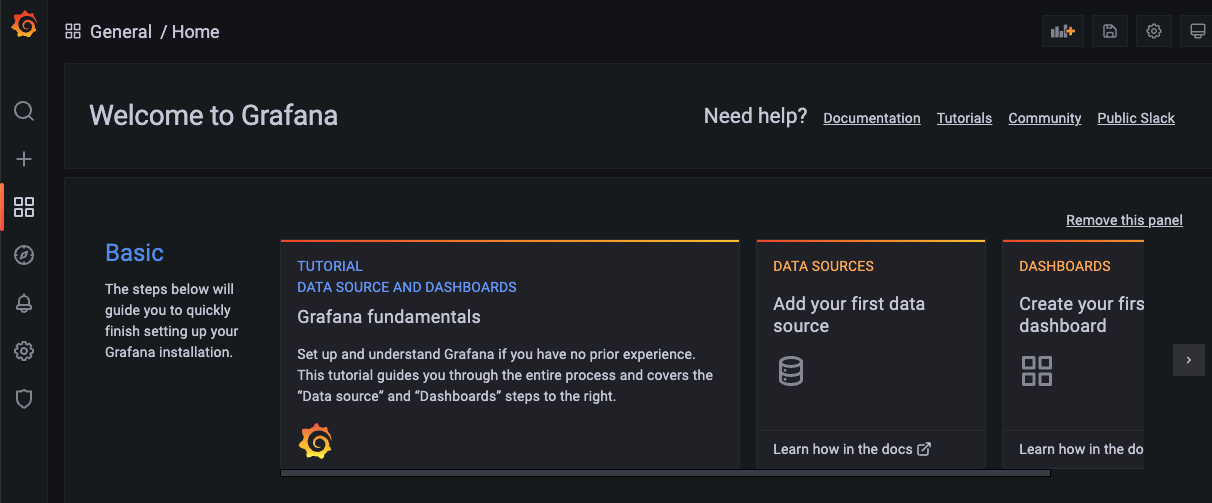 General / Home
Welcome to Grafana
Need help? Documentation Tutorials Community Public Slack
Remove this panel
Basic
The steps below will
guide you to quickly
finish setting up your
Grafana installation.
TUTORIAL
DATA SOURCE AND DASHBOARDS
Grafana fundamentals
Set up and understand Grafana if you have no prior experience.
This tutorial guides you through the entire process and covers the
“Data source” and “Dashboards” steps to the right.
DATA SOURCES
Add your first data
source
Learn how in the docs
DASHBOARDS
Create your firs
dashboard
Learn how in the do